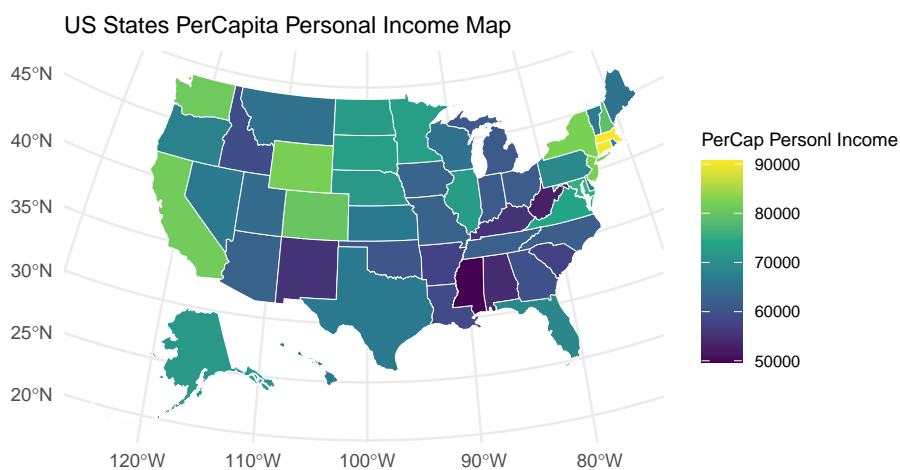 US States PerCapita Personal Income Map
45°N
40°N
35°N
30°N
25°N
20°N
120°W 110°W 100°W 90°W 80°W
PerCap Personl Income
90000
80000
70000
60000
50000